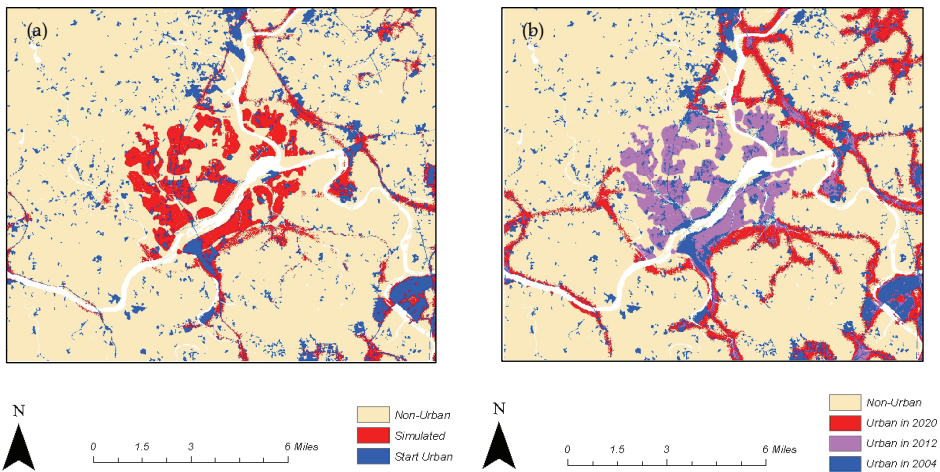 (a)
(b)
N
Non-Urban
Simulated
Start Urban
0 1.5 3 6 Miles
N
Non-Urban
Urban in 2020
Urban in 2012
Urban in 2004
0 1.5 3 6 Miles